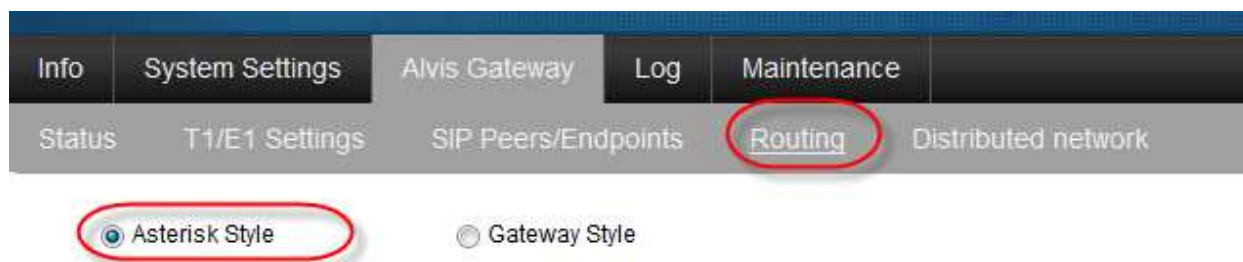 Info System Settings Alvis Gateway Log Maintenance
Status T1/E1 Settings SIP Peers/Endpoints Routing Distributed network
Asterisk Style Gateway Style